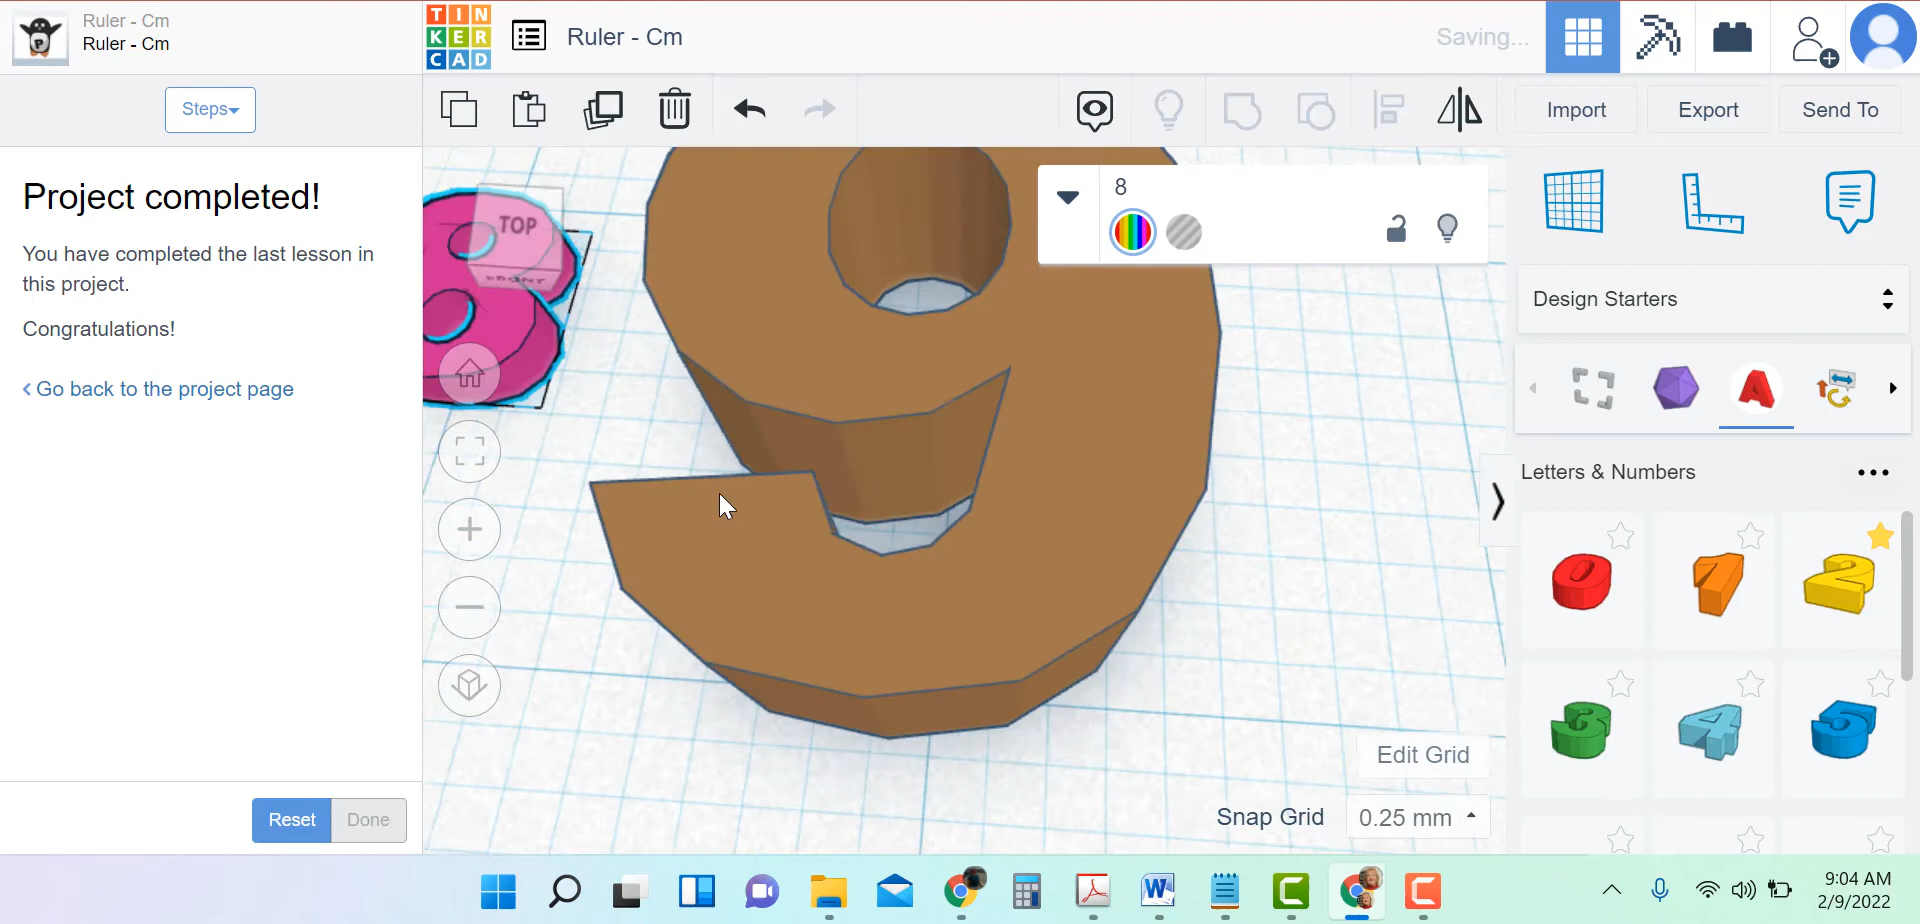 Ruler - Cm
Ruler - Cm
TIN
KER
CAD
Ruler - Cm
Saving...
Steps
Import
Export
Send To
Project completed!
You have completed the last lesson in
this project.
Congratulations!
Go back to the project page
Reset
Done
TOP
FRONT
8
Edit Grid
Snap Grid
0.25 mm
Design Starters
Letters & Numbers
9:04 AM
2/9/2022